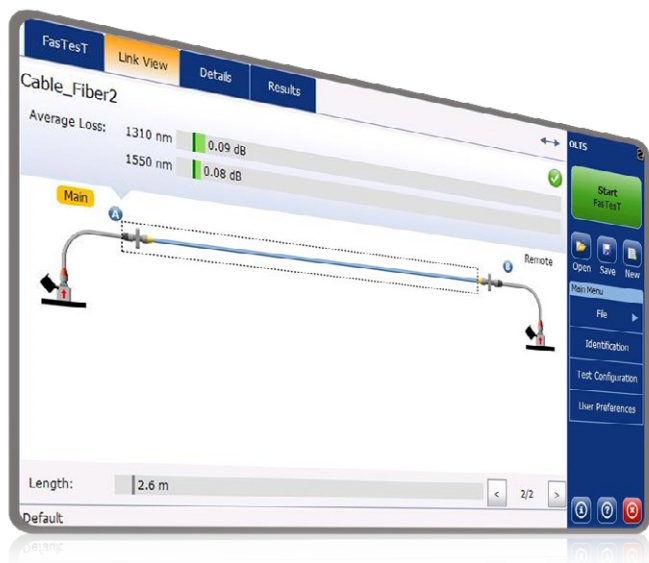 FasTesT
Link View
Details
Results
Cable_Fiber2
Average Loss:
1310 nm
0.09 dB
1550 nm
0.08 dB
Main
A
B
Remote
Length:
2.6 m
<
2/2
>
Default
OLTS
Start
FasTesT
Open
Save
New
Main Menu
File
Identification
Test Configuration
User Preferences
?